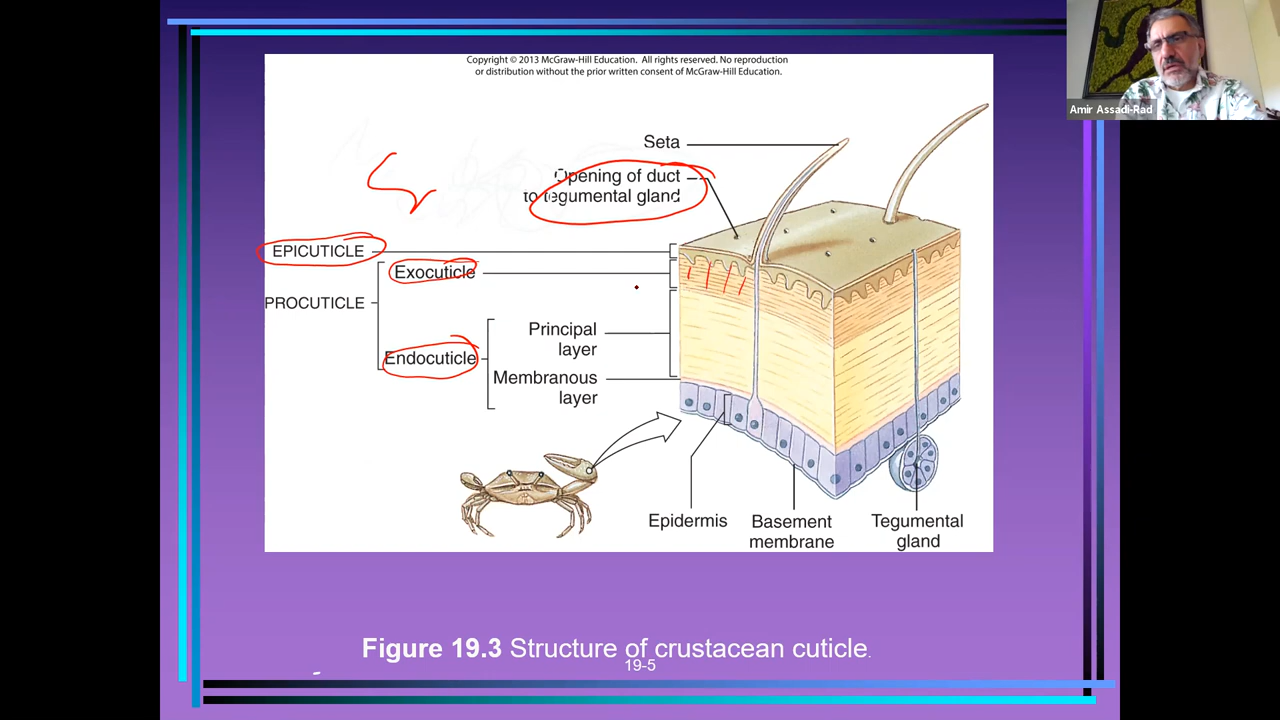 Copyright © 2013 McGraw-Hill Education. All rights reserved. No reproduction
or distribution without the prior written consent of McGraw-Hill Education.
Amir Assadi-Rad
Seta
Opening of duct
to tegumental gland
EPICUTICLE
Exocuticle
PROCUTICLE
Principal
layer
Endocuticle
Membranous
layer
Epidermis
Basement
membrane
Tegumental
gland
Figure 19.3 Structure of crustacean cuticle.
19-5